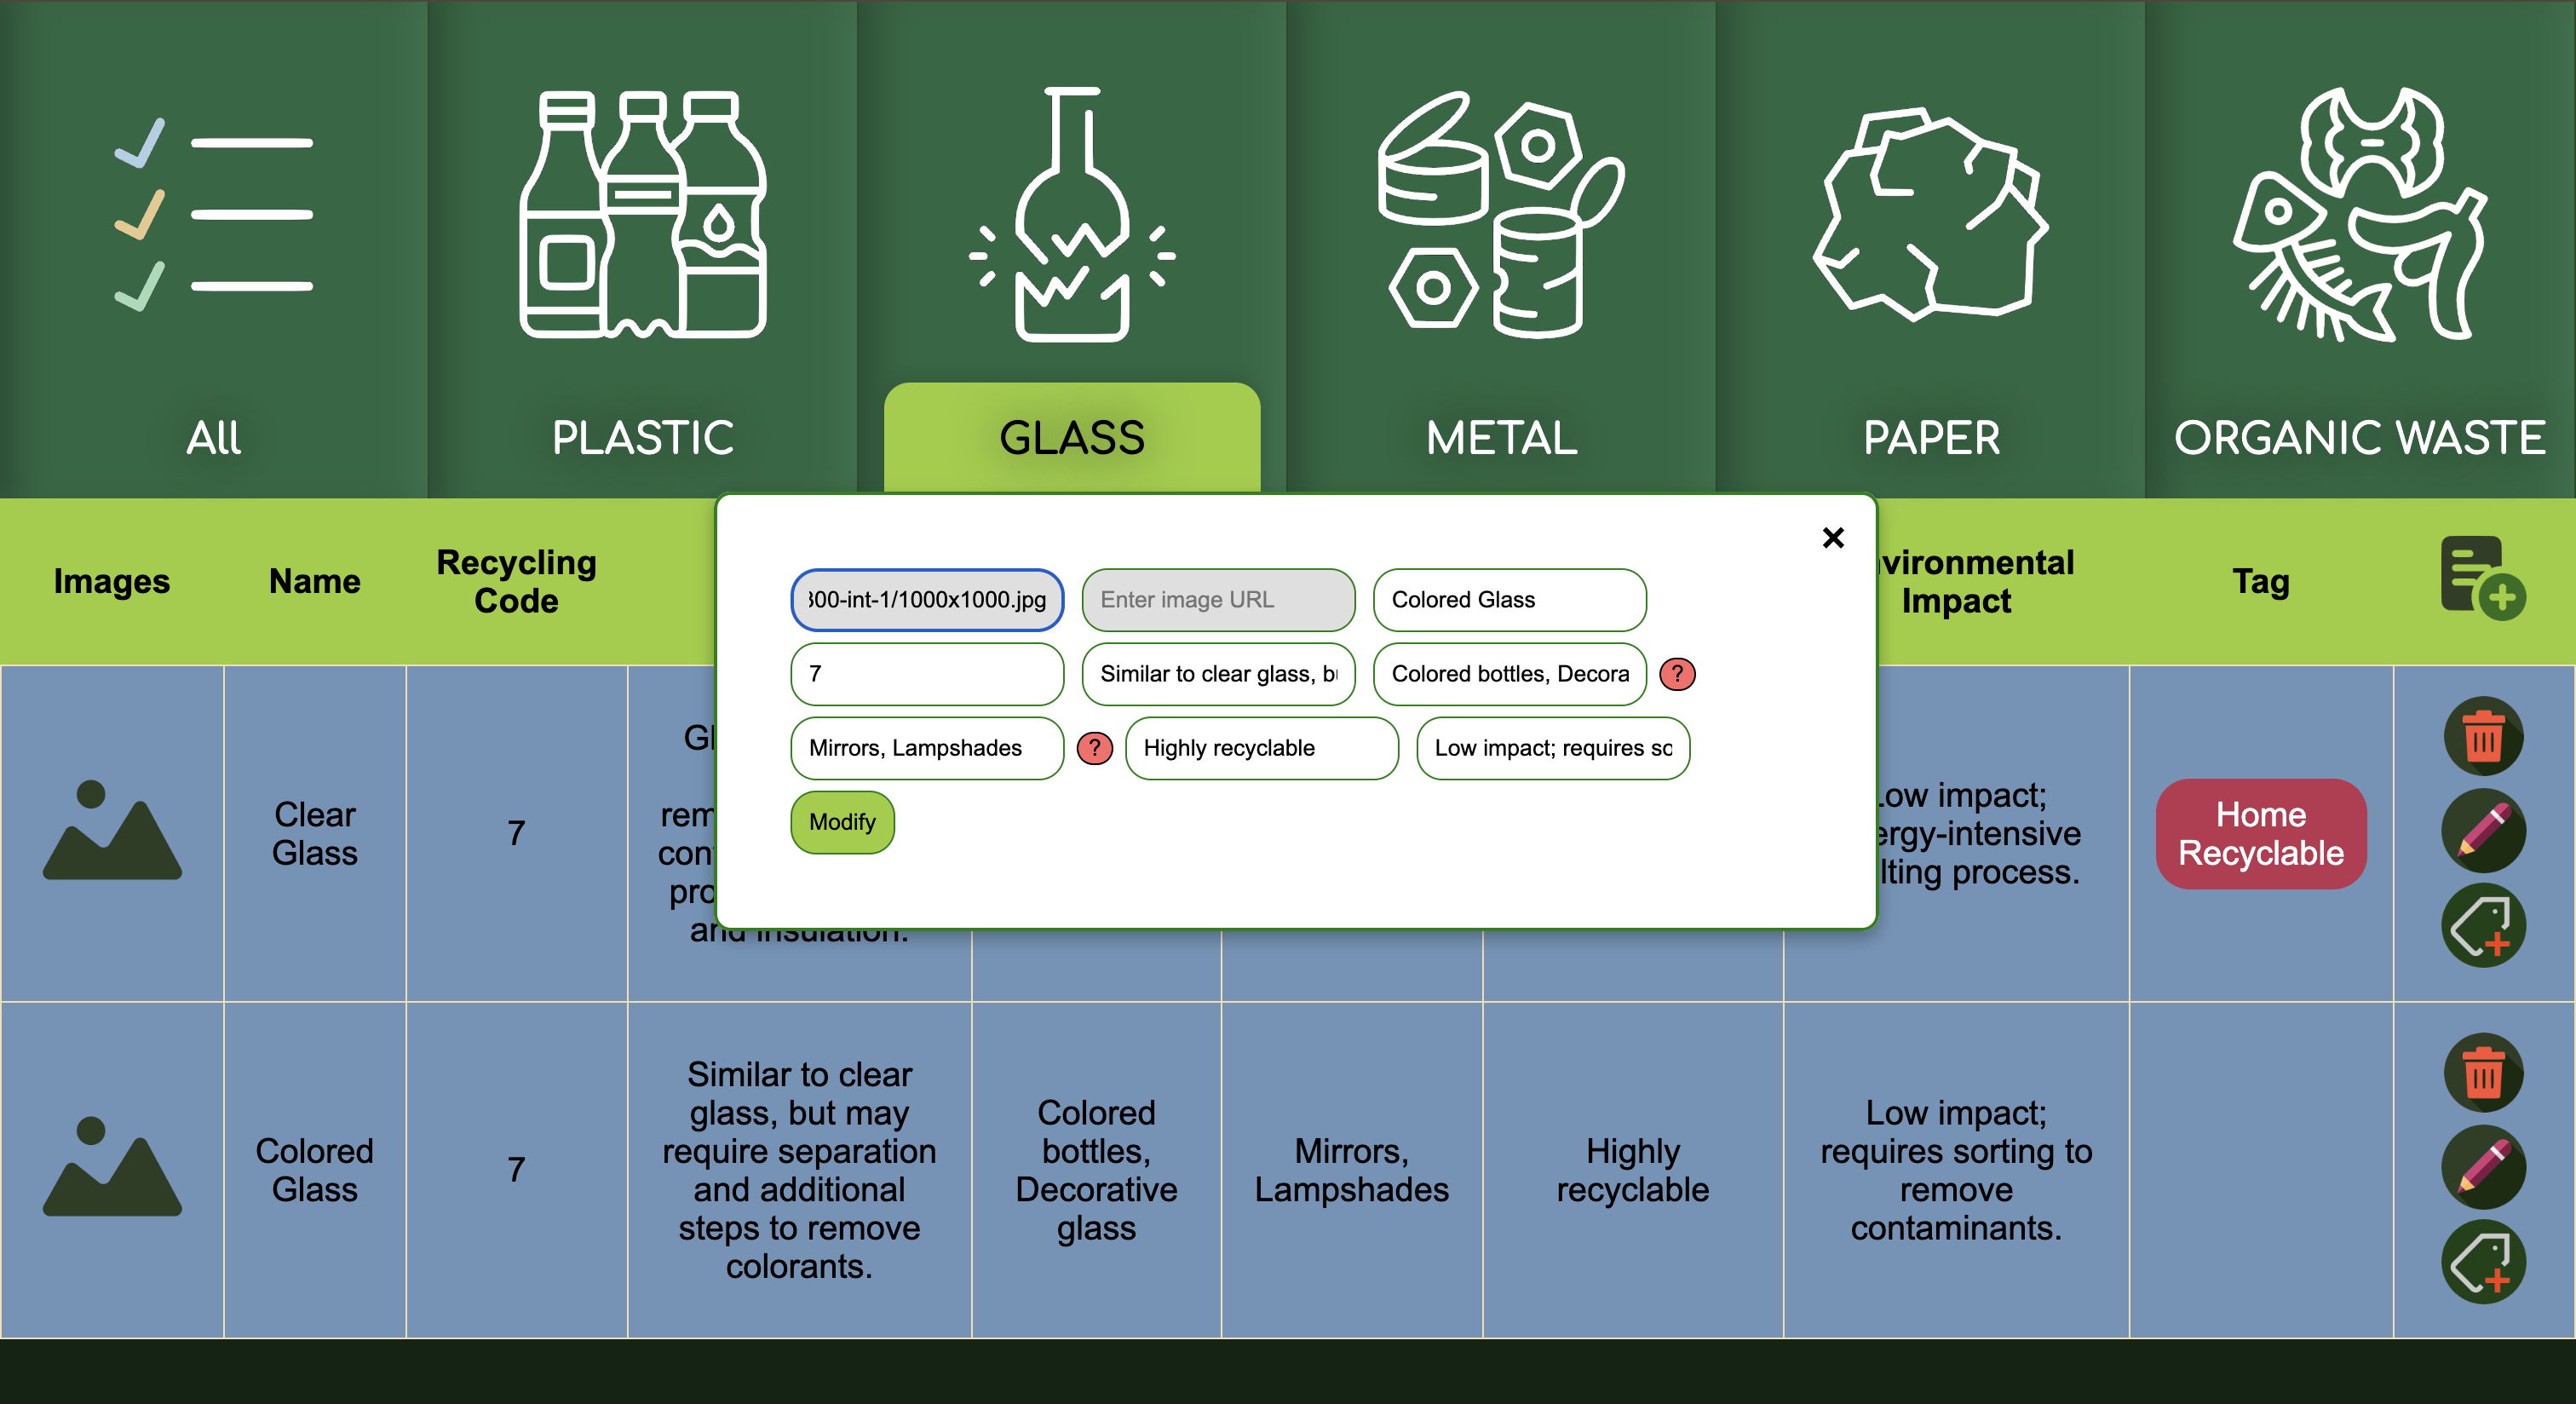 All
PLASTIC
GLASS
METAL
PAPER
ORGANIC WASTE
Images
Name
Recycling
Code
vironmental
Impact
Tag
300-int-1/1000x1000.jpg
Enter image URL
Colored Glass
7
Similar to clear glass, bu
Colored bottles, Decora
?
Mirrors, Lampshades
?
Highly recyclable
Low impact; requires so
Modify
Clear
Glass
7
Gl
rem
con
pro
and insulation.
Low impact;
ergy-intensive
lting process.
Home
Recyclable
Colored
Glass
7
Similar to clear
glass, but may
require separation
and additional
steps to remove
colorants.
Colored
bottles,
Decorative
glass
Mirrors,
Lampshades
Highly
recyclable
Low impact;
requires sorting to
remove
contaminants.